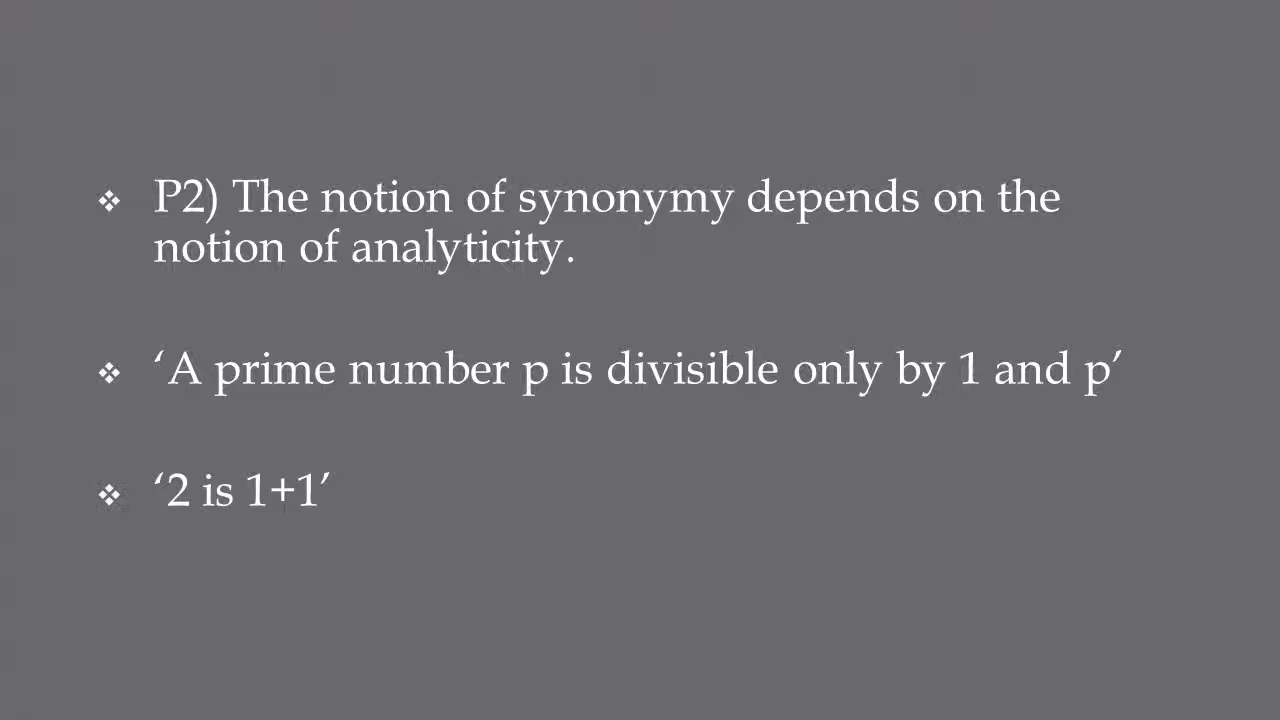 ❖ P2) The notion of synonymy depends on the
notion of analyticity.
❖ ‘A prime number p is divisible only by 1 and p’
❖ ‘2 is 1+1’